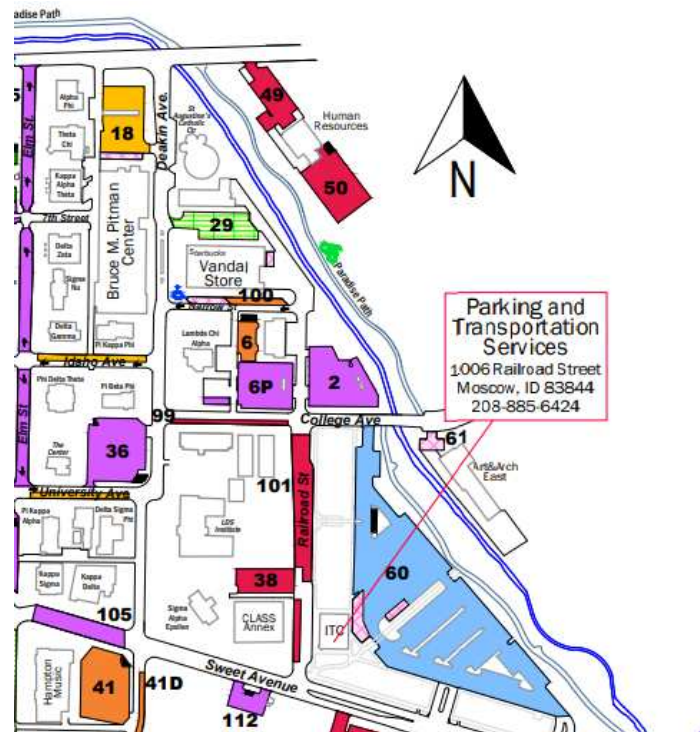 adise Path
5
Elm St.
Alpha
Phi
Theta
Chi
Kappa
Alpha
Theta
18
Deakin Ave.
St
Augustine's
Catholic
Ctr
49
Human
Resources
50
N
7th Street
Delta
Zeta
Sigma
Nu
Delta
Gamma
Bruce M. Pitman
Center
Pi Kappa Phi
29
Starbucks
Vandal
Store
100
Narrow St
Paradise Path
Lambda Chi
Alpha
6
6P
2
Parking and
Transportation
Services
1006 Railroad Street
Moscow, ID 83844
208-885-6424
Idaho Ave
Phi Delta Theta
Pi Beta Phi
Elm St
The
Center
36
99
College Ave
61
Art&Arch
East
University Ave
101
Railroad St
LDS
Institute
60
Pi Kappa
Alpha
Delta Sigma
Phi
Kappa
Sigma
Kappa
Delta
38
105
Sigma
Alpha
Epsilon
CLASS
Annex
ITC
Sweet Avenue
Hampton
Music
41
41D
112